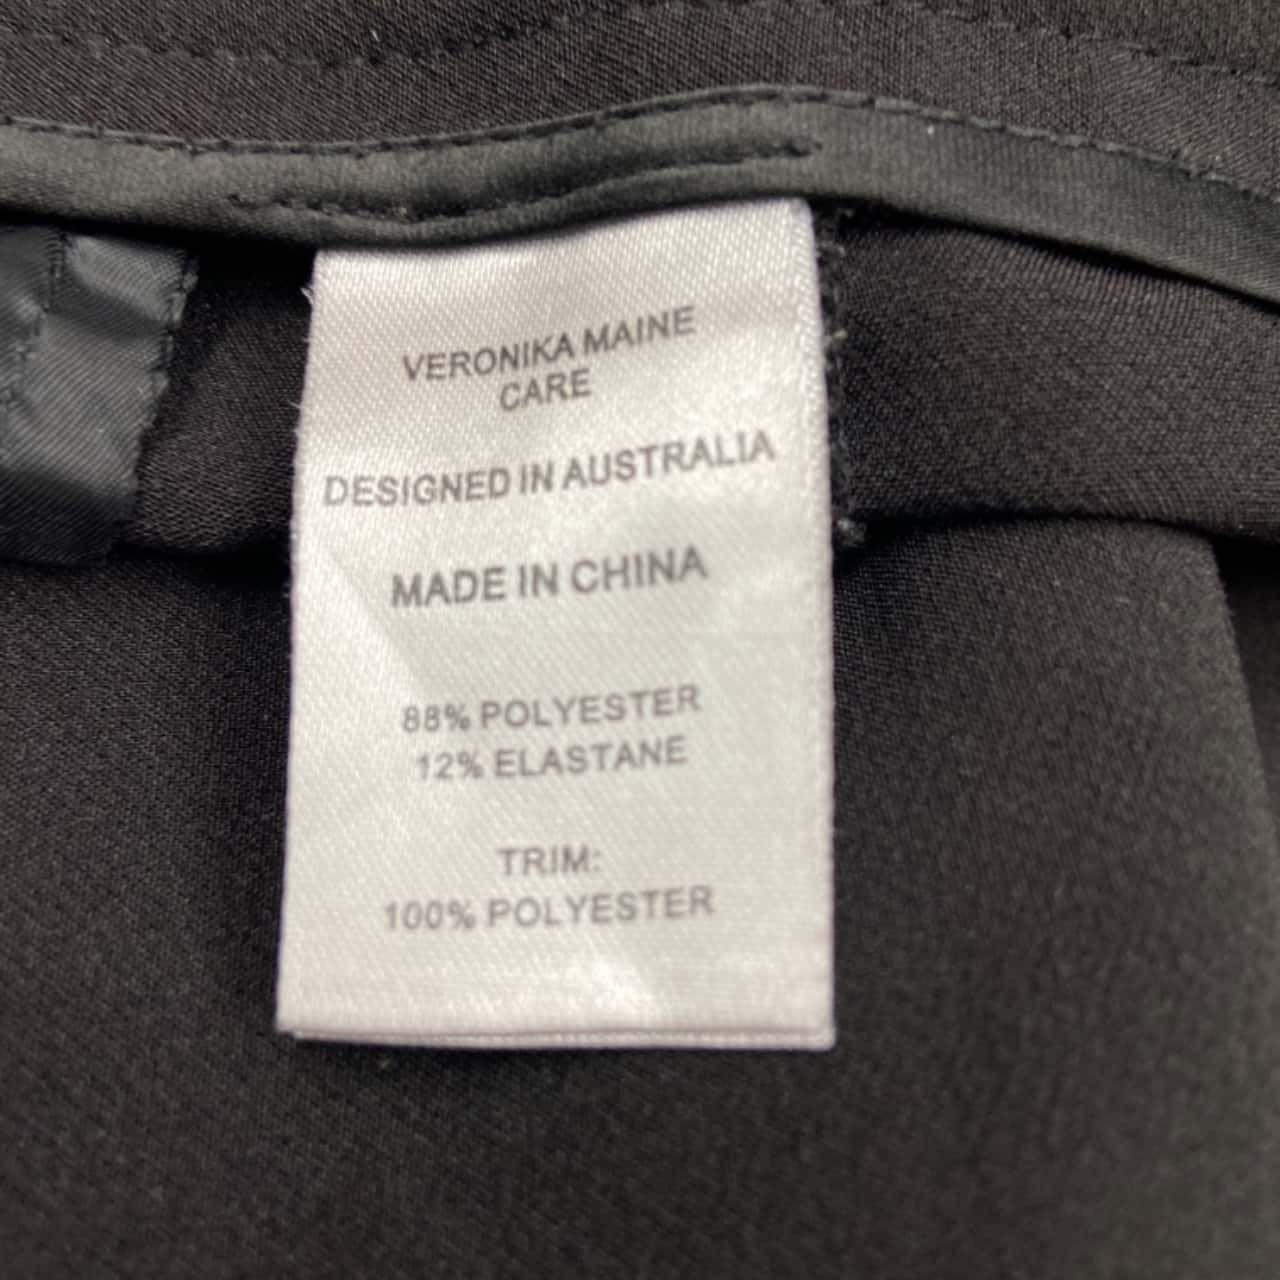 VERONIKA MAINE
CARE
DESIGNED IN AUSTRALIA
MADE IN CHINA
88% POLYESTER
12% ELASTANE
TRIM:
100% POLYESTER